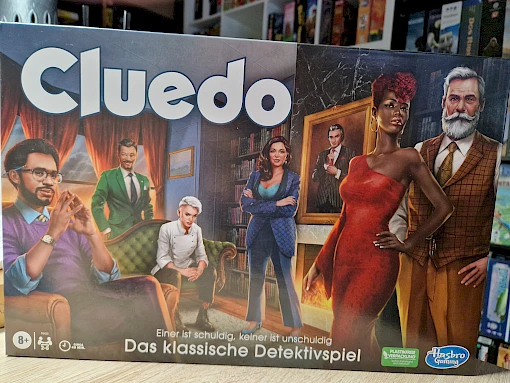 Cluedo
Einer ist schuldig, keiner ist unschuldig
Das klassische Detektivspiel
8+
Hasbro
Gaming